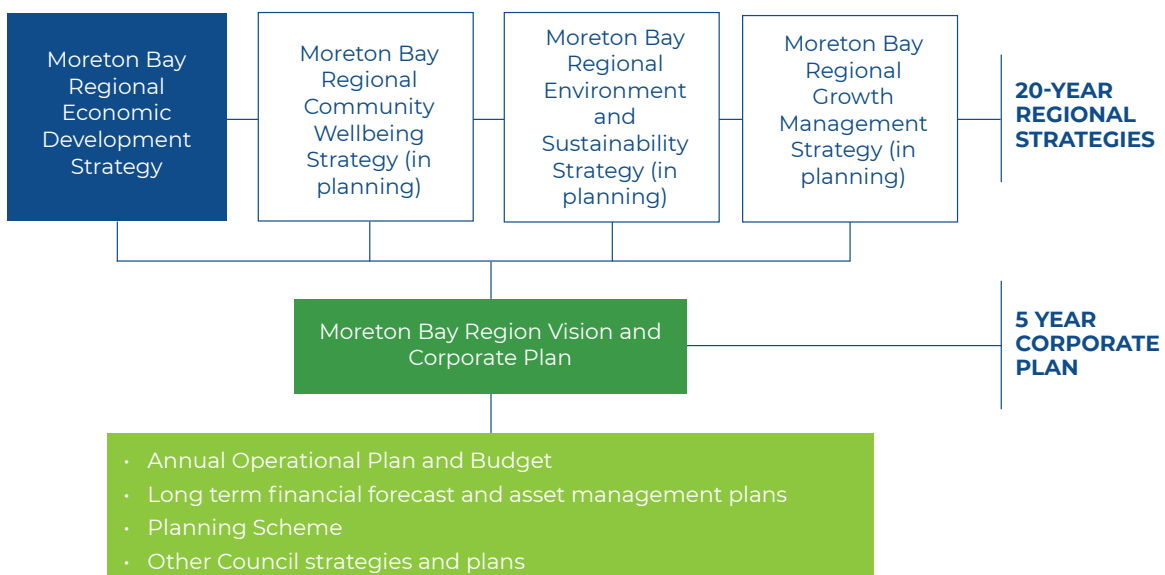 Moreton Bay
Regional
Economic
Development
Strategy
Moreton Bay
Regional
Community
Wellbeing
Strategy (in
planning)
Moreton Bay
Regional
Environment
and
Sustainability
Strategy (in
planning)
Moreton Bay
Regional
Growth
Management
Strategy (in
planning)
20-YEAR
REGIONAL
STRATEGIES
Moreton Bay Region Vision and
Corporate Plan
5 YEAR
CORPORATE
PLAN
• Annual Operational Plan and Budget
• Long term financial forecast and asset management plans
• Planning Scheme
• Other Council strategies and plans